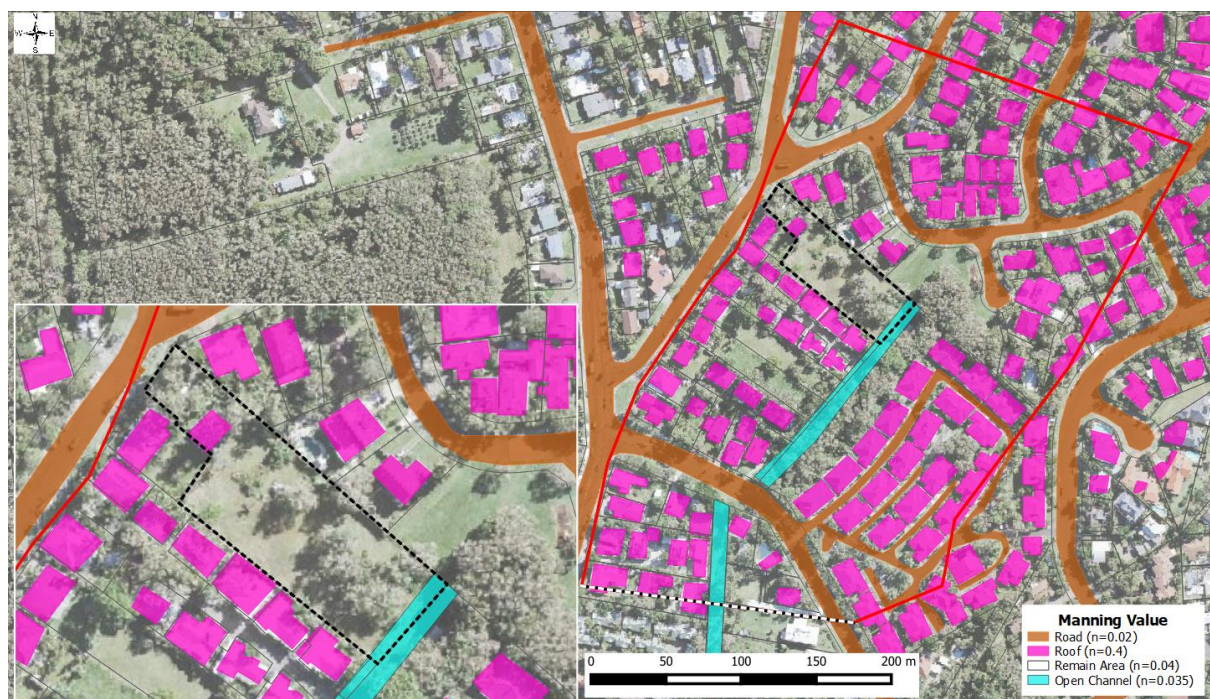 N
W E
S
Manning Value
Road (n=0.02)
Roof (n=0.4)
Remain Area (n=0.04)
Open Channel (n=0.035)
0 50 100 150 200 m